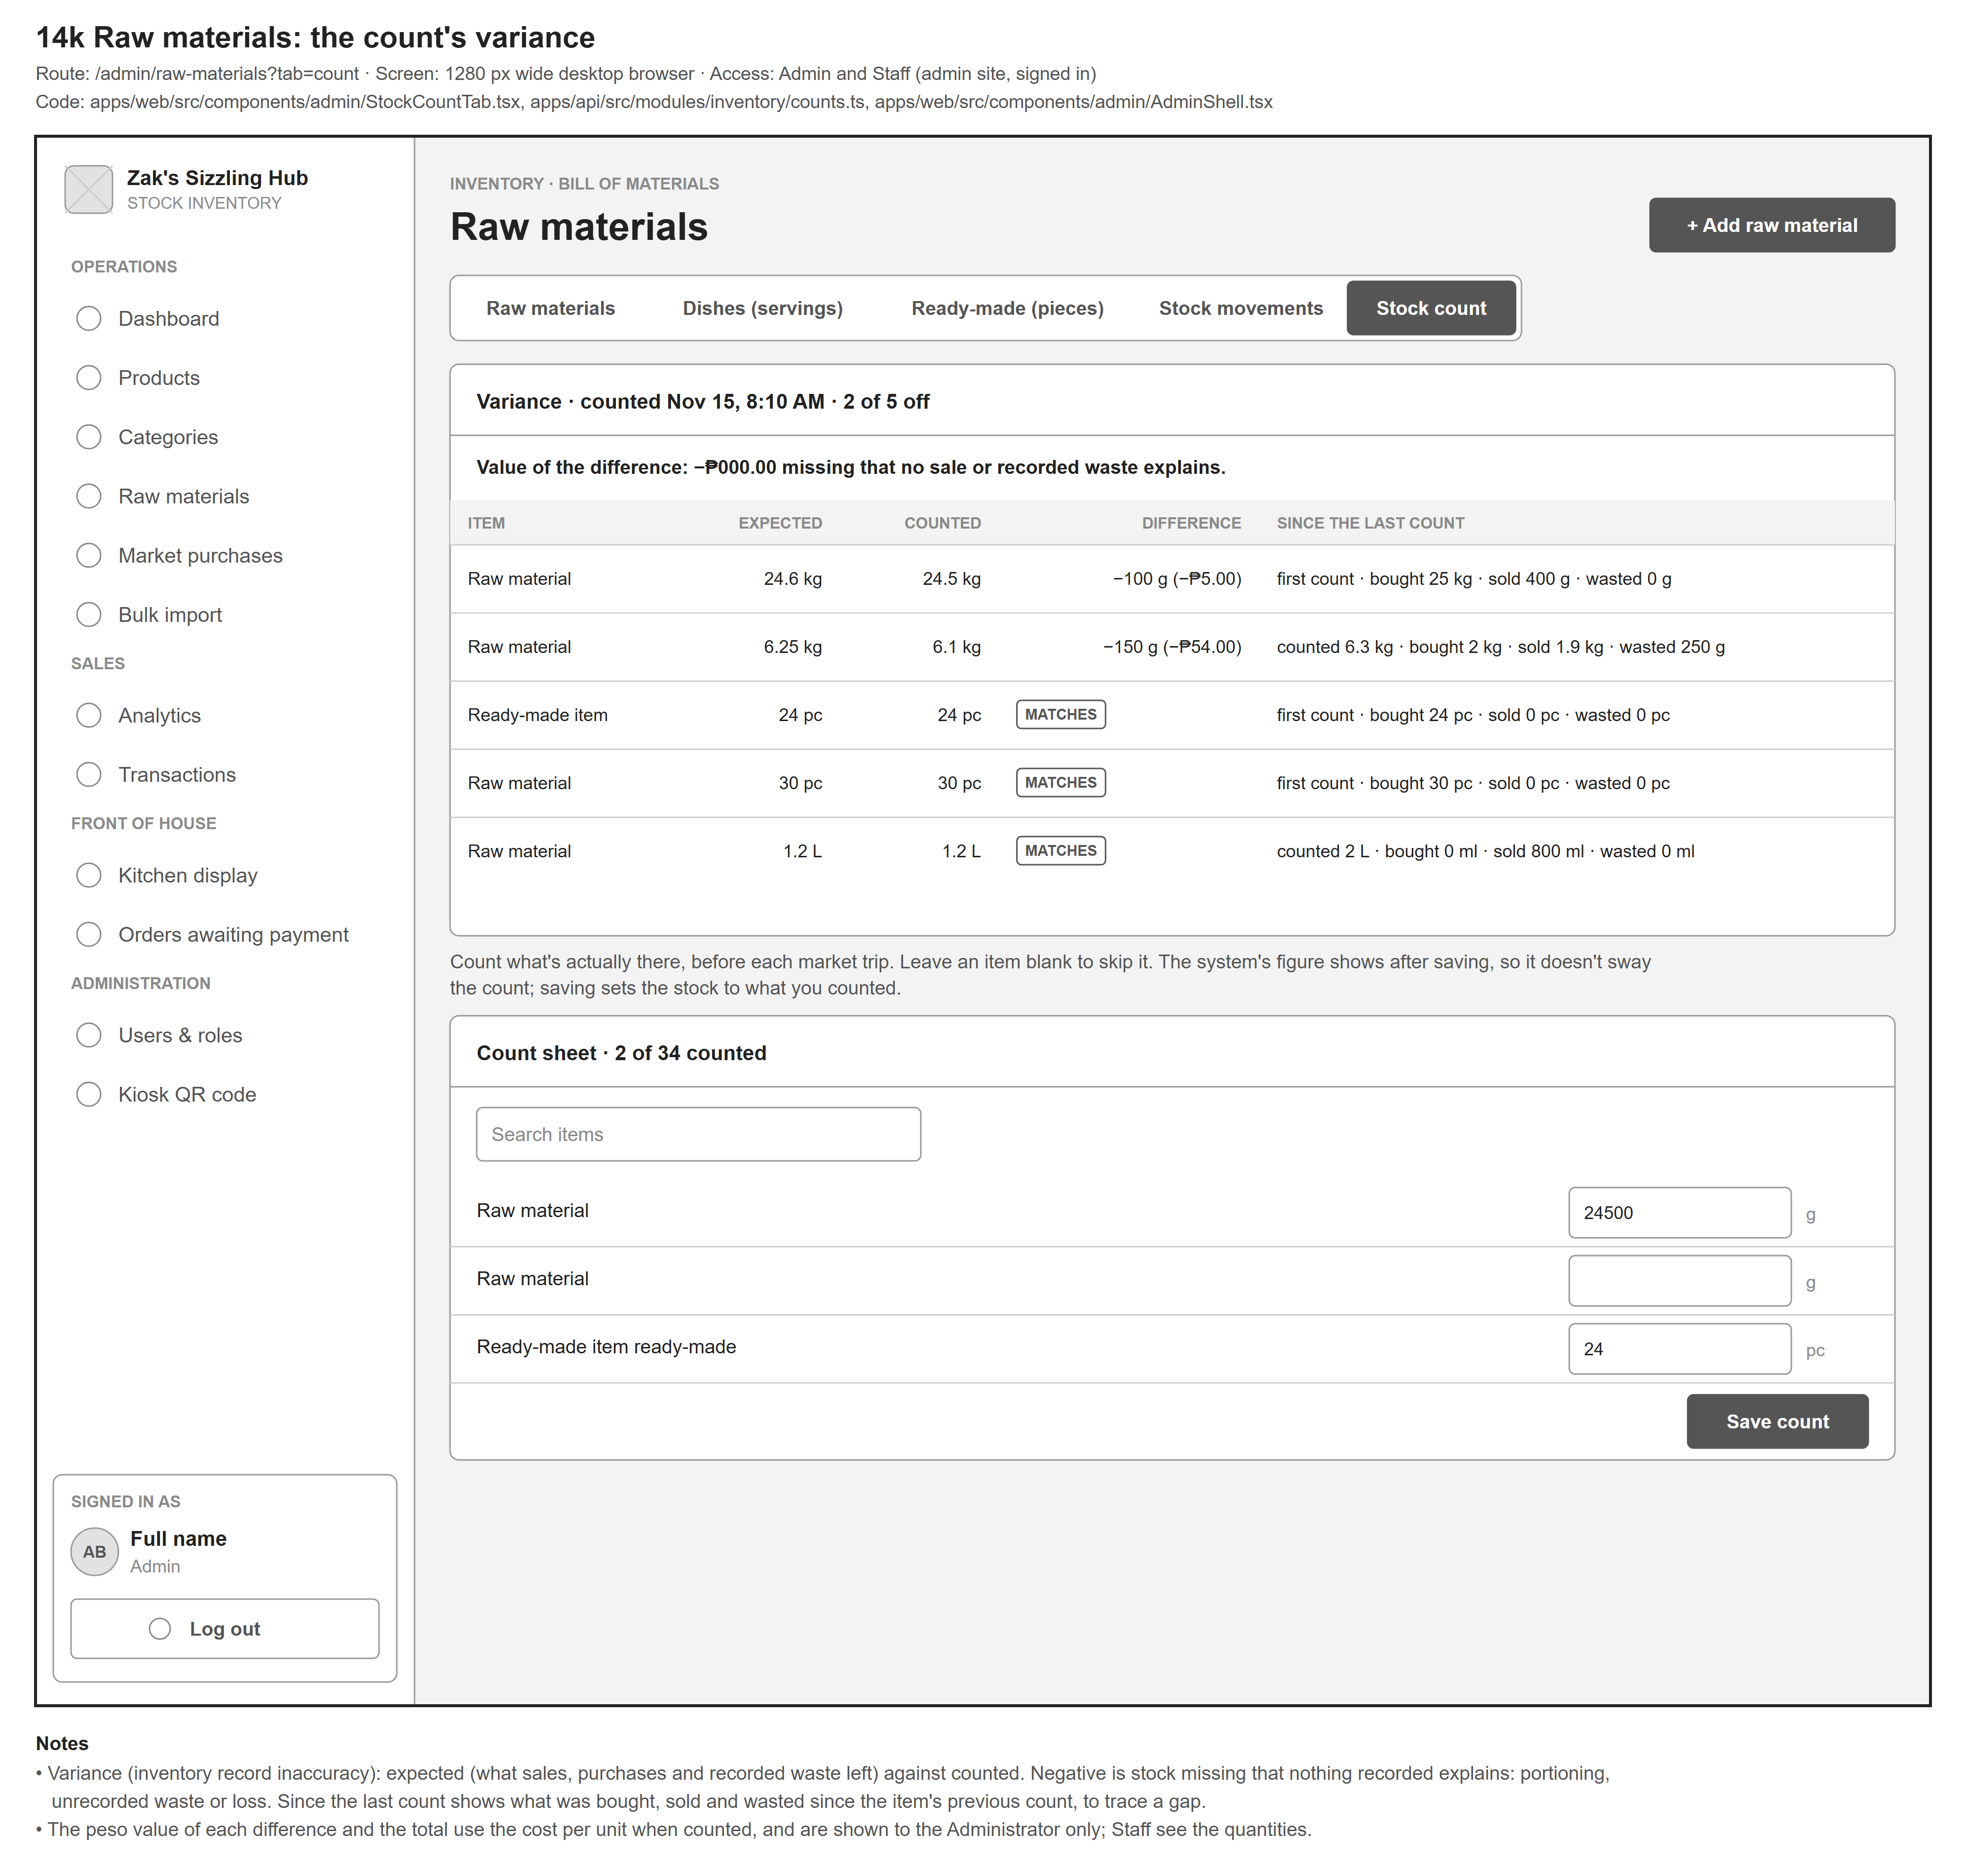 14k Raw materials: the count's variance
Route: /admin/raw-materials?tab=count · Screen: 1280 px wide desktop browser · Access: Admin and Staff (admin site, signed in)
Code: apps/web/src/components/admin/StockCountTab.tsx, apps/api/src/modules/inventory/counts.ts, apps/web/src/components/admin/AdminShell.tsx
Zak's Sizzling Hub
STOCK INVENTORY
OPERATIONS
Dashboard
Products
Categories
Raw materials
Market purchases
Bulk import
SALES
Analytics
Transactions
FRONT OF HOUSE
Kitchen display
Orders awaiting payment
ADMINISTRATION
Users & roles
Kiosk QR code
SIGNED IN AS
AB
Full name
Admin
Log out
INVENTORY · BILL OF MATERIALS
Raw materials
+ Add raw material
Raw materials Dishes (servings) Ready-made (pieces) Stock movements Stock count
Variance · counted Nov 15, 8:10 AM · 2 of 5 off
Value of the difference: −₱000.00 missing that no sale or recorded waste explains.
ITEM EXPECTED COUNTED DIFFERENCE SINCE THE LAST COUNT
Raw material 24.6 kg 24.5 kg −100 g (−₱5.00) first count · bought 25 kg · sold 400 g · wasted 0 g
Raw material 6.25 kg 6.1 kg −150 g (−₱54.00) counted 6.3 kg · bought 2 kg · sold 1.9 kg · wasted 250 g
Ready-made item 24 pc 24 pc MATCHES first count · bought 24 pc · sold 0 pc · wasted 0 pc
Raw material 30 pc 30 pc MATCHES first count · bought 30 pc · sold 0 pc · wasted 0 pc
Raw material 1.2 L 1.2 L MATCHES counted 2 L · bought 0 ml · sold 800 ml · wasted 0 ml
Count what's actually there, before each market trip. Leave an item blank to skip it. The system's figure shows after saving, so it doesn't sway
the count; saving sets the stock to what you counted.
Count sheet · 2 of 34 counted
Search items
Raw material 24500 g
Raw material g
Ready-made item ready-made 24 pc
Save count
Notes
• Variance (inventory record inaccuracy): expected (what sales, purchases and recorded waste left) against counted. Negative is stock missing that nothing recorded explains: portioning,
unrecorded waste or loss. Since the last count shows what was bought, sold and wasted since the item's previous count, to trace a gap.
• The peso value of each difference and the total use the cost per unit when counted, and are shown to the Administrator only; Staff see the quantities.